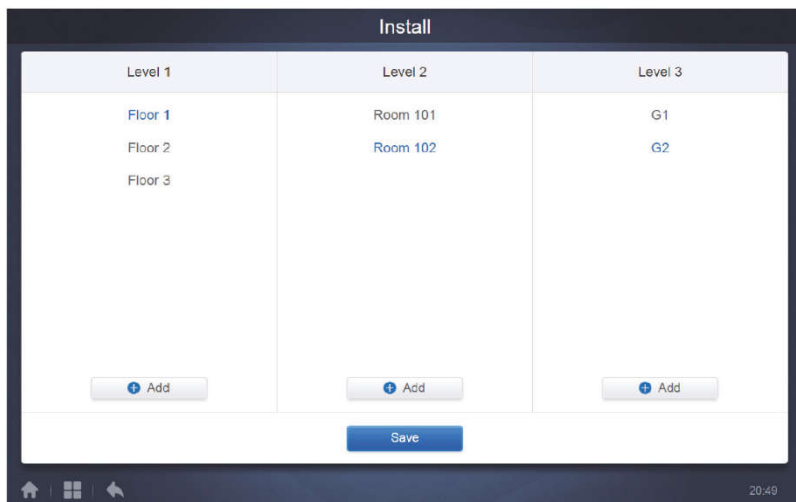 Install
Level 1 Level 2 Level 3
Floor 1 Room 101 G1
Floor 2 Room 102 G2
Floor 3
Add Add Add
Save
20:49